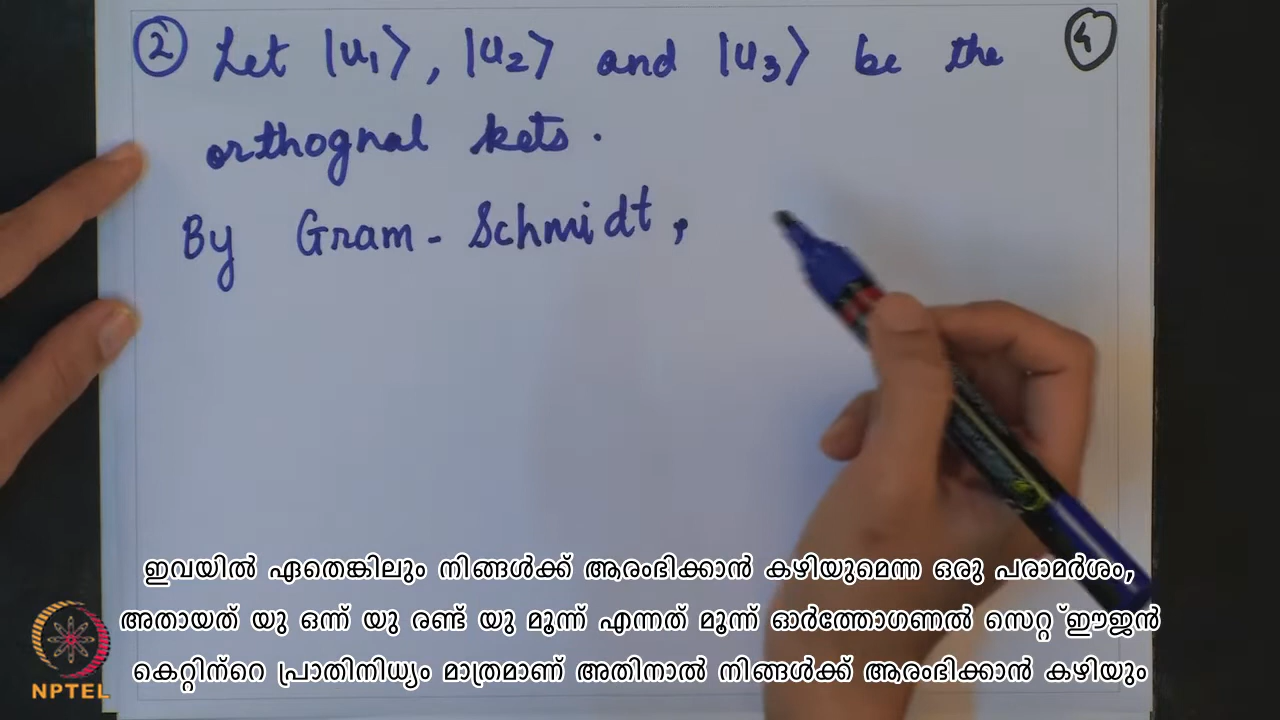 ② Let |u₁⟩, |u₂⟩ and |u₃⟩ be the ④
orthognal kets.
By Gram-Schmidt,
ഇവയിൽ ഏതെങ്കിലും നിങ്ങൾക്ക് ആരംഭിക്കാൻ കഴിയുമെന്ന ഒരു പരാമർശം,
അതായത് യു ഒന്ന് യു രണ്ട് യു മൂന്ന് എന്നത് മൂന്ന് ഓർത്തോഗണൽ സെറ്റ് ഈജൻ
കെറ്റിന്റെ പ്രാതിനിധ്യം മാത്രമാണ് അതിനാൽ നിങ്ങൾക്ക് ആരംഭിക്കാൻ കഴിയും
NPTEL